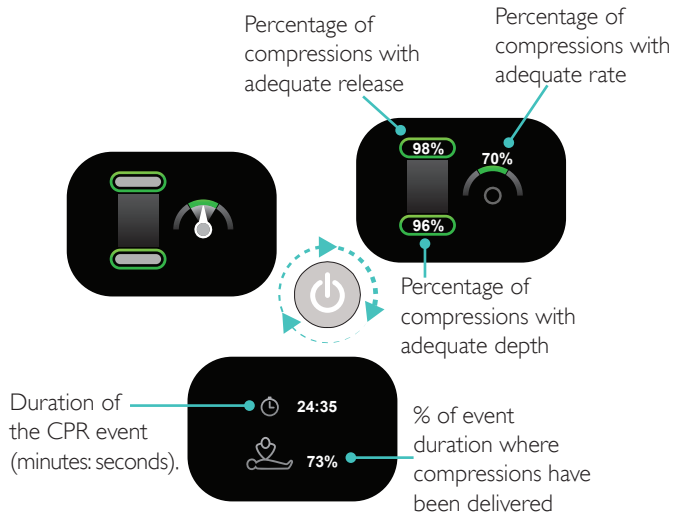 Percentage of
compressions with
adequate release
Percentage of
compressions with
adequate rate
98%
70%
96%
Percentage of
compressions with
adequate depth
Duration of
the CPR event
(minutes: seconds).
24:35
73%
% of event
duration where
compressions have
been delivered